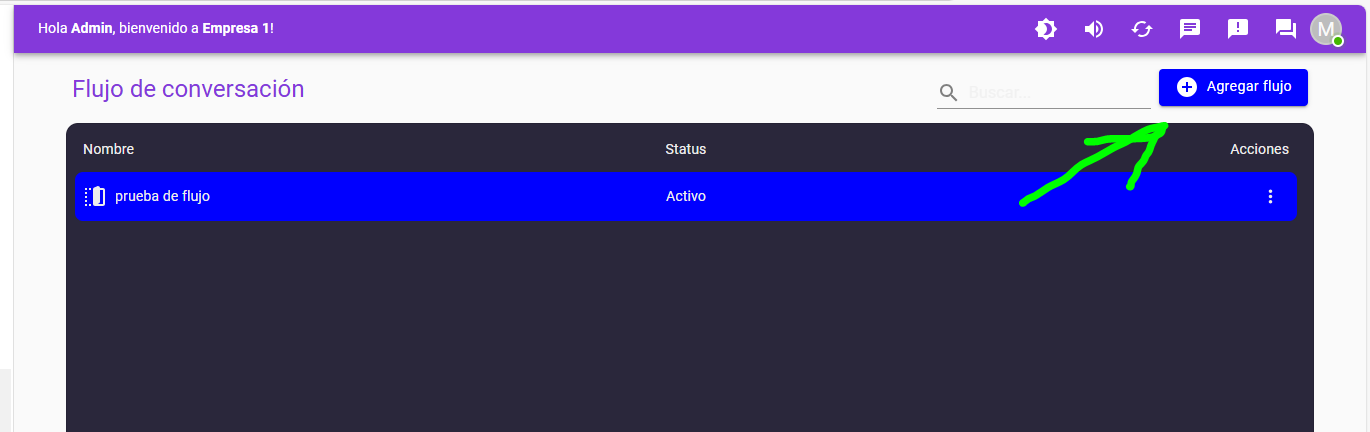 Hola Admin, bienvenido a Empresa 1!
M
Flujo de conversación
Buscar...
Agregar flujo
Nombre Status Acciones
prueba de flujo Activo